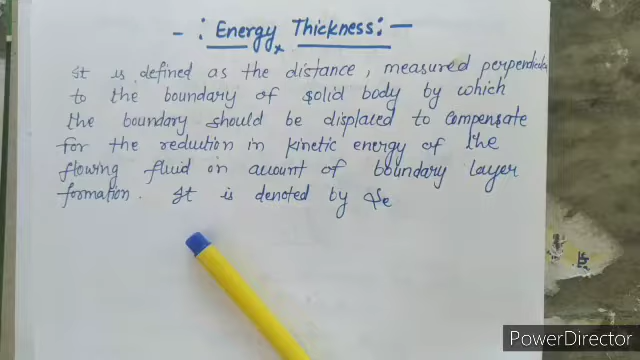 - : Energy Thickness: -
It is defined as the distance, measured perpendicular
to the boundary of solid body by which
the boundary should be displaced to compensate
for the reduction in kinetic energy of the
flowing fluid on account of boundary layer
formation. It is denoted by δe
PowerDirector